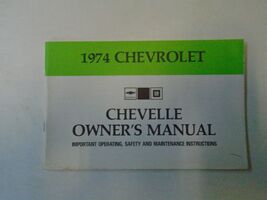 1974 CHEVROLET
CHEVELLE
OWNER'S MANUAL
IMPORTANT OPERATING, SAFETY AND MAINTENANCE INSTRUCTIONS